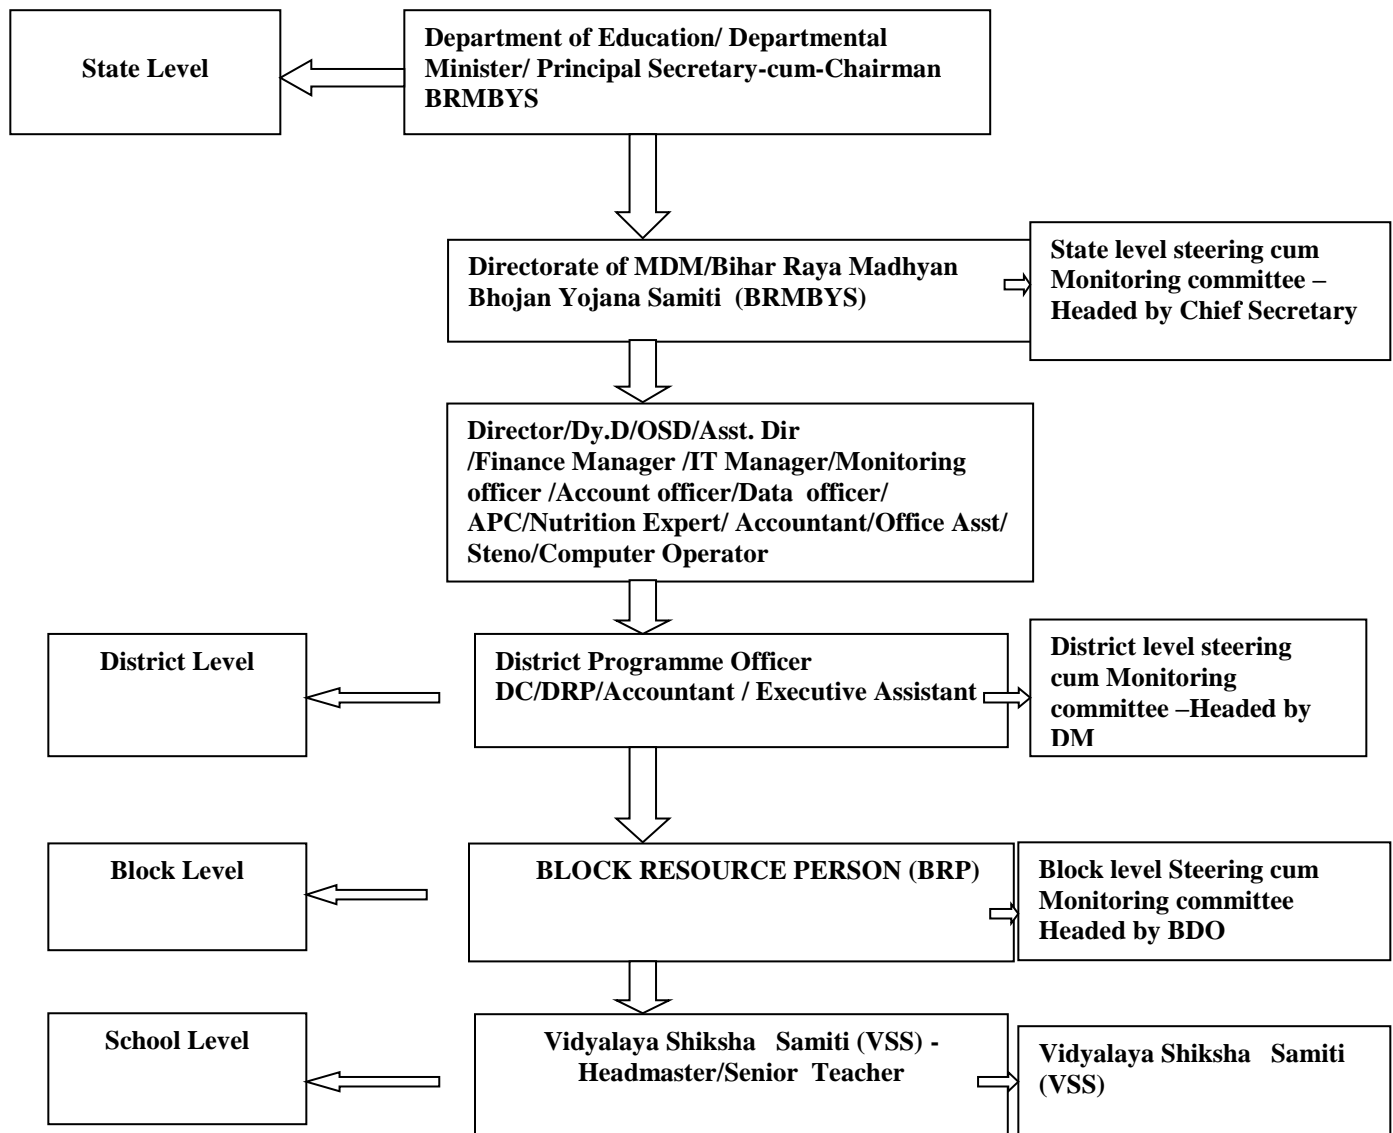 State Level
Department of Education/ Departmental
Minister/ Principal Secretary-cum-Chairman
BRMBYS
Directorate of MDM/Bihar Raya Madhyan
Bhojan Yojana Samiti (BRMBYS)
State level steering cum
Monitoring committee –
Headed by Chief Secretary
Director/Dy.D/OSD/Asst. Dir
/Finance Manager /IT Manager/Monitoring
officer /Account officer/Data officer/
APC/Nutrition Expert/ Accountant/Office Asst/
Steno/Computer Operator
District Level
District Programme Officer
DC/DRP/Accountant / Executive Assistant
District level steering
cum Monitoring
committee –Headed by
DM
Block Level
BLOCK RESOURCE PERSON (BRP)
Block level Steering cum
Monitoring committee
Headed by BDO
School Level
Vidyalaya Shiksha Samiti (VSS) -
Headmaster/Senior Teacher
Vidyalaya Shiksha Samiti
(VSS)